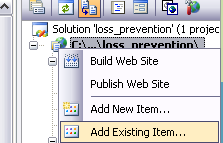 Solution 'loss_prevention' (1 projec
C:\...\loss_prevention\
Build Web Site
Publish Web Site
Add New Item...
Add Existing Item...